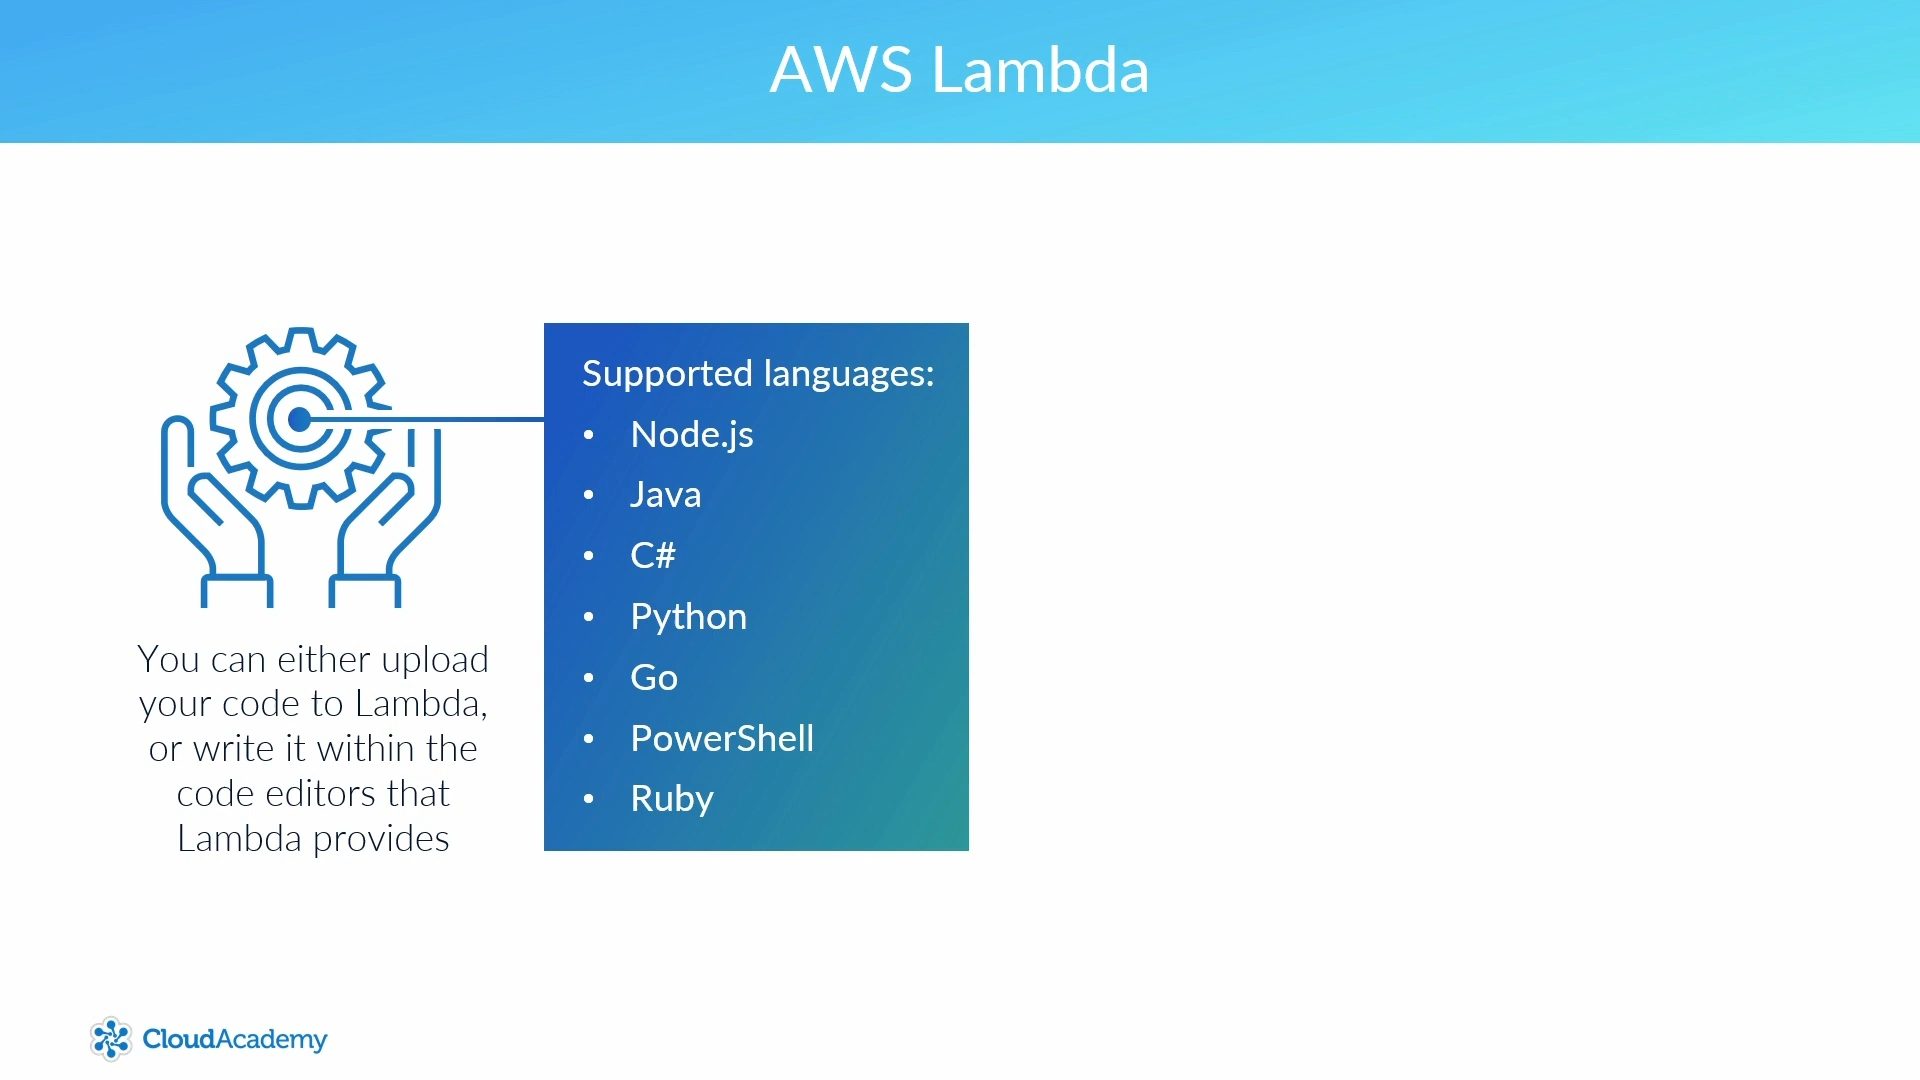 AWS Lambda
You can either upload
your code to Lambda,
or write it within the
code editors that
Lambda provides
Supported languages:
• Node.js
• Java
• C#
• Python
• Go
• PowerShell
• Ruby
CloudAcademy